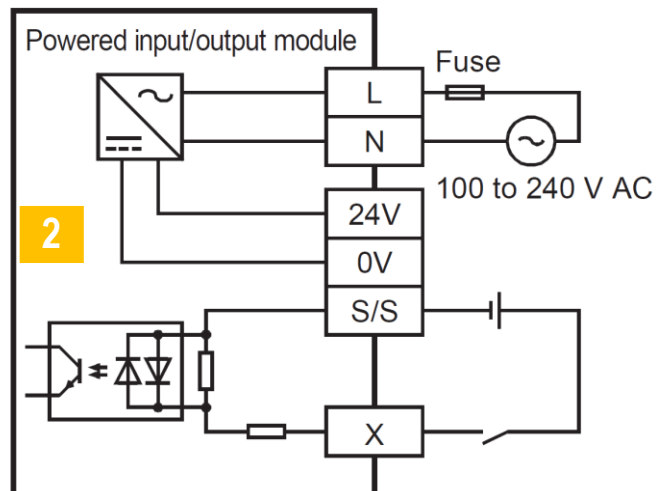 Powered input/output module
Fuse
L
N
100 to 240 V AC
24V
2
0V
S/S
X